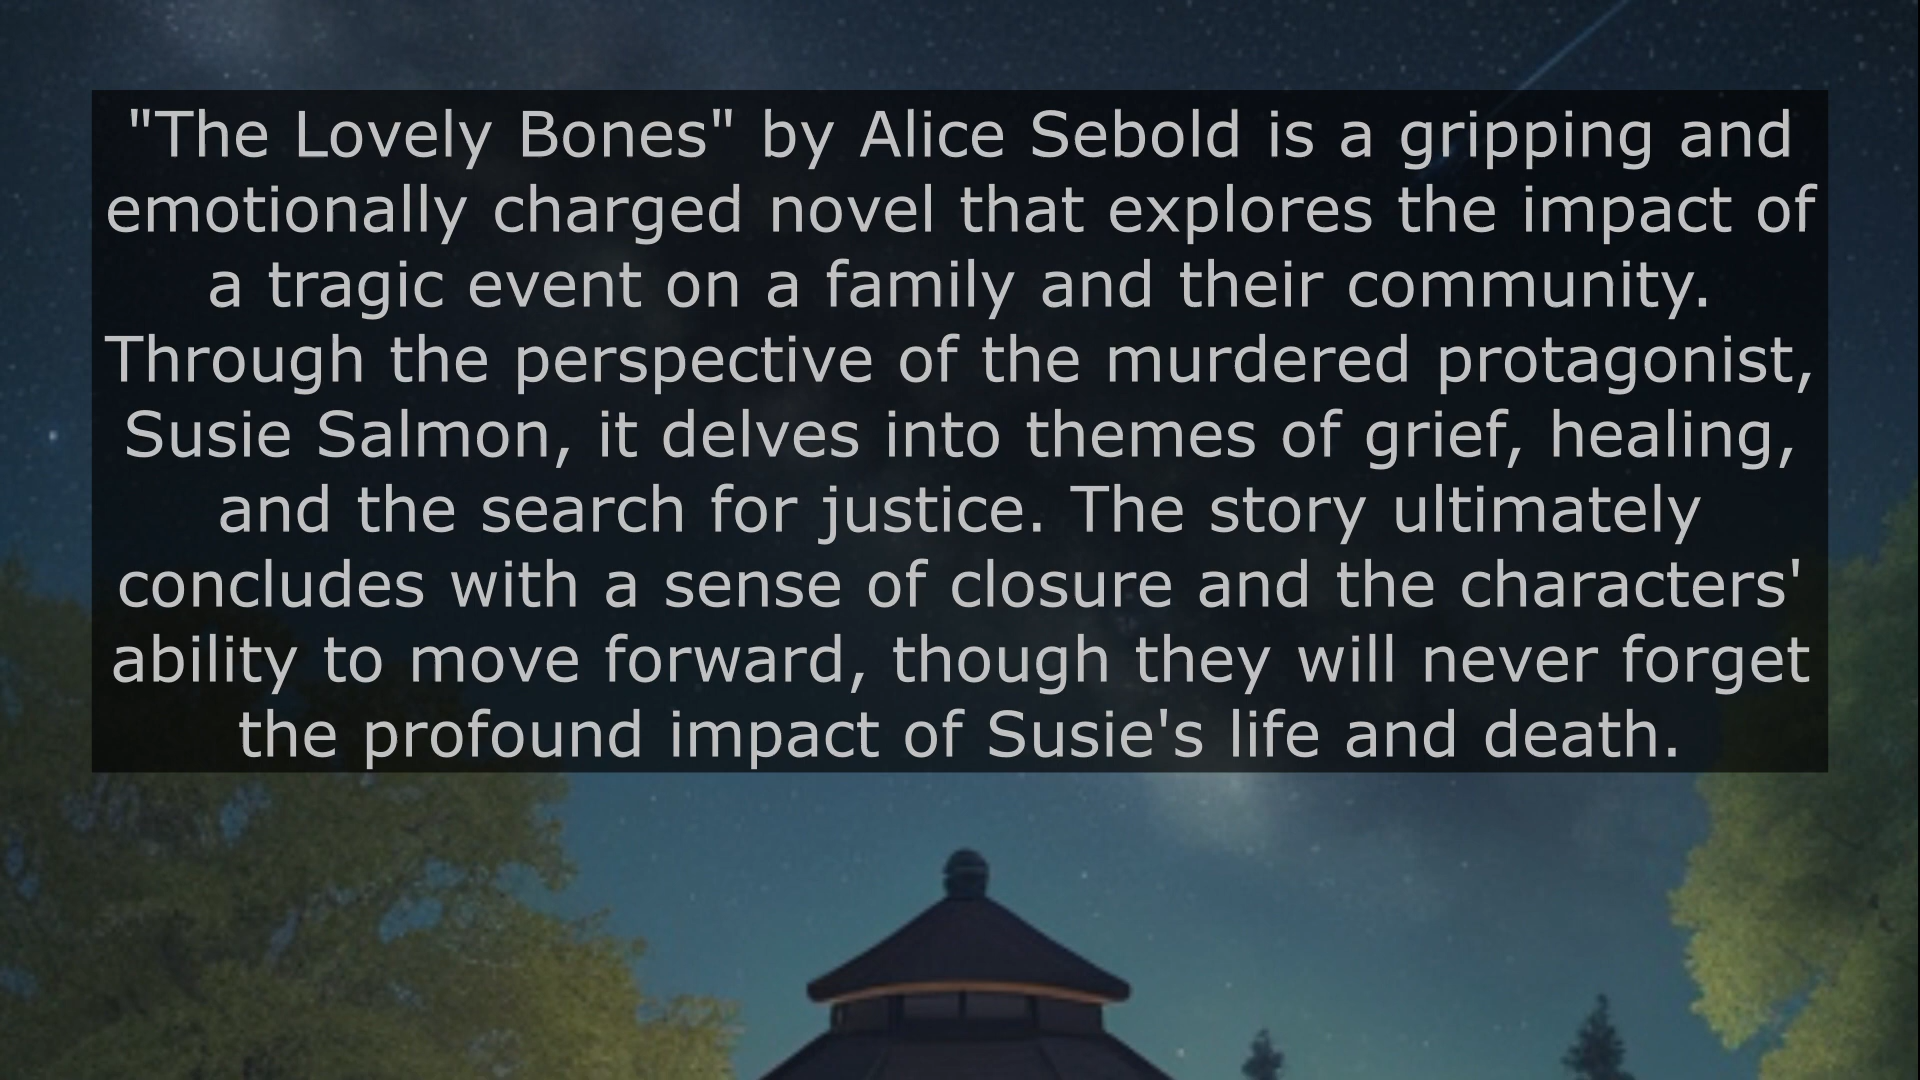 "The Lovely Bones" by Alice Sebold is a gripping and
emotionally charged novel that explores the impact of
a tragic event on a family and their community.
Through the perspective of the murdered protagonist,
Susie Salmon, it delves into themes of grief, healing,
and the search for justice. The story ultimately
concludes with a sense of closure and the characters'
ability to move forward, though they will never forget
the profound impact of Susie's life and death.